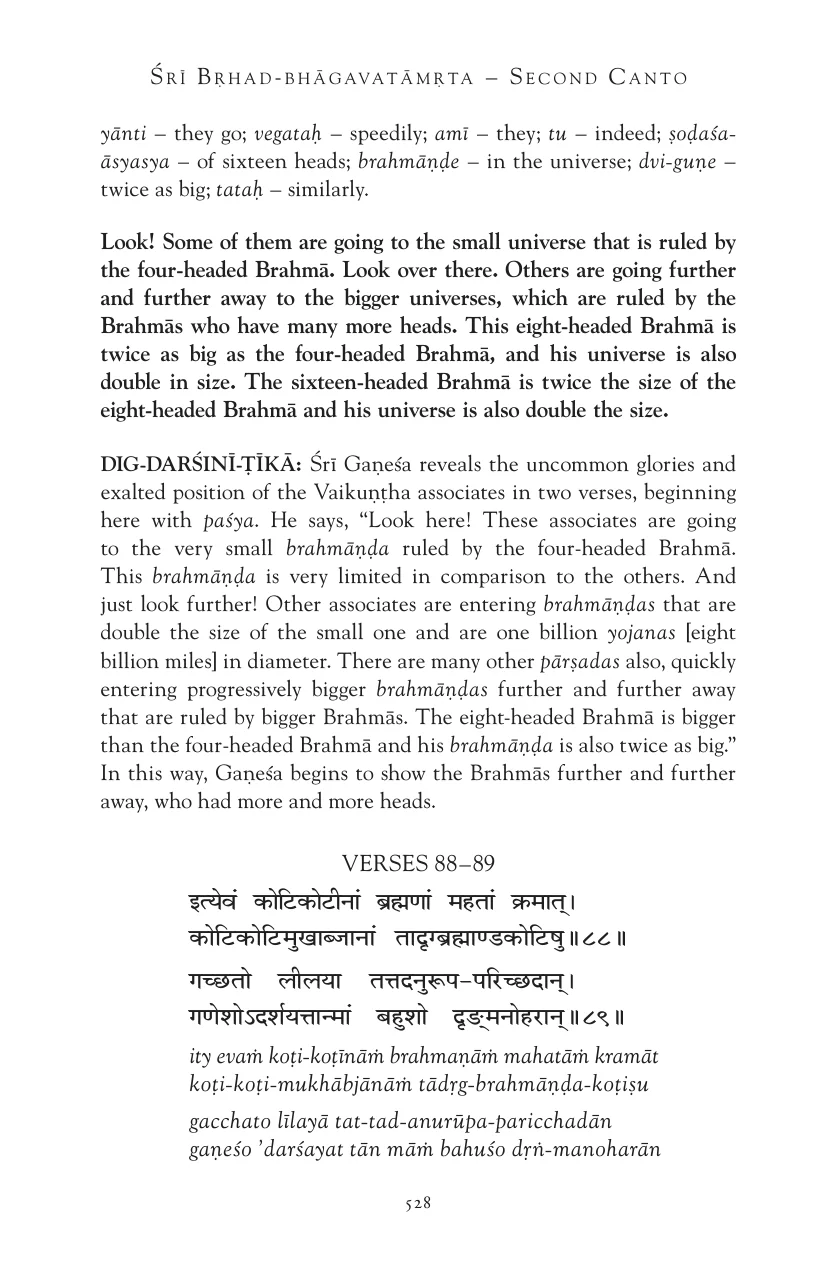 Śrī Bṛhad-bhāgavatāmṛta – Second Canto
yānti – they go; vegataḥ – speedily; amī – they; tu – indeed; ṣoḍaśa-
āsyasya – of sixteen heads; brahmāṇḍe – in the universe; dvi-guṇe –
twice as big; tataḥ – similarly.
Look! Some of them are going to the small universe that is ruled by
the four-headed Brahmā. Look over there. Others are going further
and further away to the bigger universes, which are ruled by the
Brahmās who have many more heads. This eight-headed Brahmā is
twice as big as the four-headed Brahmā, and his universe is also
double in size. The sixteen-headed Brahmā is twice the size of the
eight-headed Brahmā and his universe is also double the size.
DIG-DARŚINĪ-ṬĪKĀ: Śrī Gaṇeśa reveals the uncommon glories and
exalted position of the Vaikuṇṭha associates in two verses, beginning
here with paśya. He says, “Look here! These associates are going
to the very small brahmāṇḍa ruled by the four-headed Brahmā.
This brahmāṇḍa is very limited in comparison to the others. And
just look further! Other associates are entering brahmāṇḍas that are
double the size of the small one and are one billion yojanas [eight
billion miles] in diameter. There are many other pārṣadas also, quickly
entering progressively bigger brahmāṇḍas further and further away
that are ruled by bigger Brahmās. The eight-headed Brahmā is bigger
than the four-headed Brahmā and his brahmāṇḍa is also twice as big.”
In this way, Gaṇeśa begins to show the Brahmās further and further
away, who had more and more heads.
VERSES 88–89
इत्येवं कोटिकोटीनां ब्रह्मणां महतां क्रमात्।
कोटिकोटिमुखाब्जानां तादृग्ब्रह्माण्डकोटिषु॥८८॥
गच्छतो लीलया तत्तदनुरूप-परिच्छदान्।
गणेशोऽदर्शयत्तान्मां बहुशो दृङ्मनोहरान्॥८९॥
ity evaṁ koṭi-koṭīnāṁ brahmaṇāṁ mahatāṁ kramāt
koṭi-koṭi-mukhābjānāṁ tādṛg-brahmāṇḍa-koṭiṣu
gacchato līlayā tat-tad-anurūpa-paricchadān
gaṇeśo ’darśayat tān māṁ bahuśo dṛṅ-manoharān
528